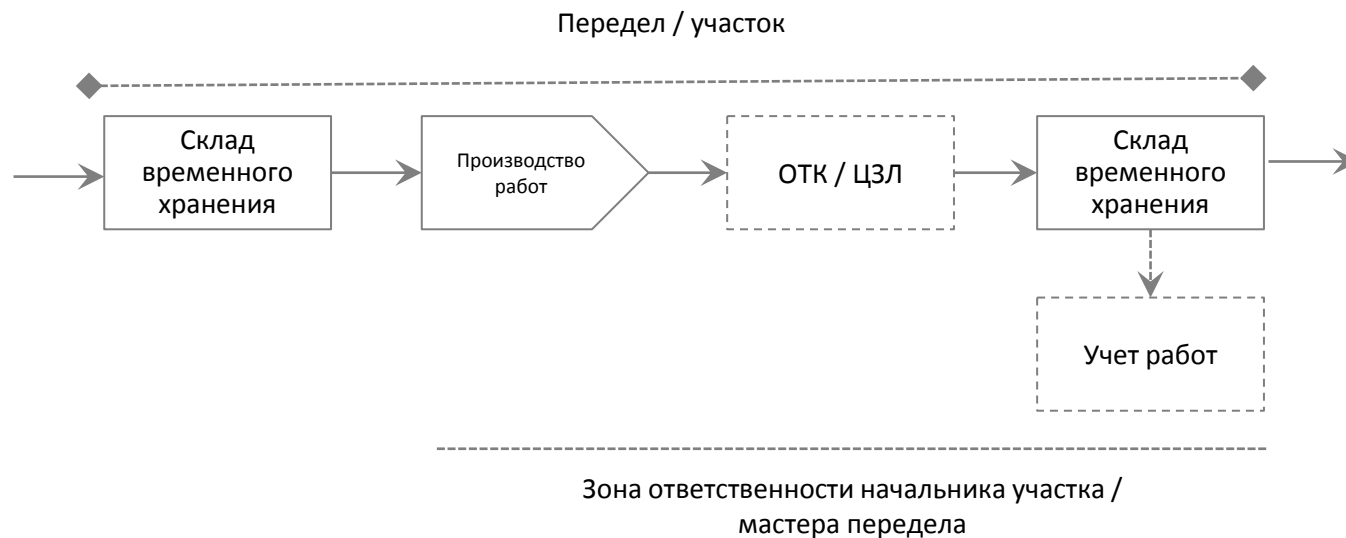 Передел / участок
Склад
временного
хранения
Производство
работ
ОТК / ЦЗЛ
Склад
временного
хранения
Учет работ
Зона ответственности начальника участка /
мастера передела